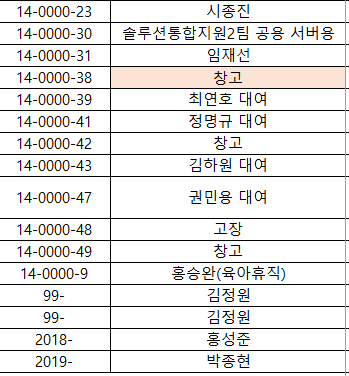 14-0000-23 시종진
14-0000-30 솔루션통합지원2팀 공용 서버용
14-0000-31 임재선
14-0000-38 창고
14-0000-39 최연호 대여
14-0000-41 정명규 대여
14-0000-42 창고
14-0000-43 김하원 대여
14-0000-47 권민용 대여
14-0000-48 고장
14-0000-49 창고
14-0000-9 홍승완(육아휴직)
99- 김정원
99- 김정원
2018- 홍성준
2019- 박종현